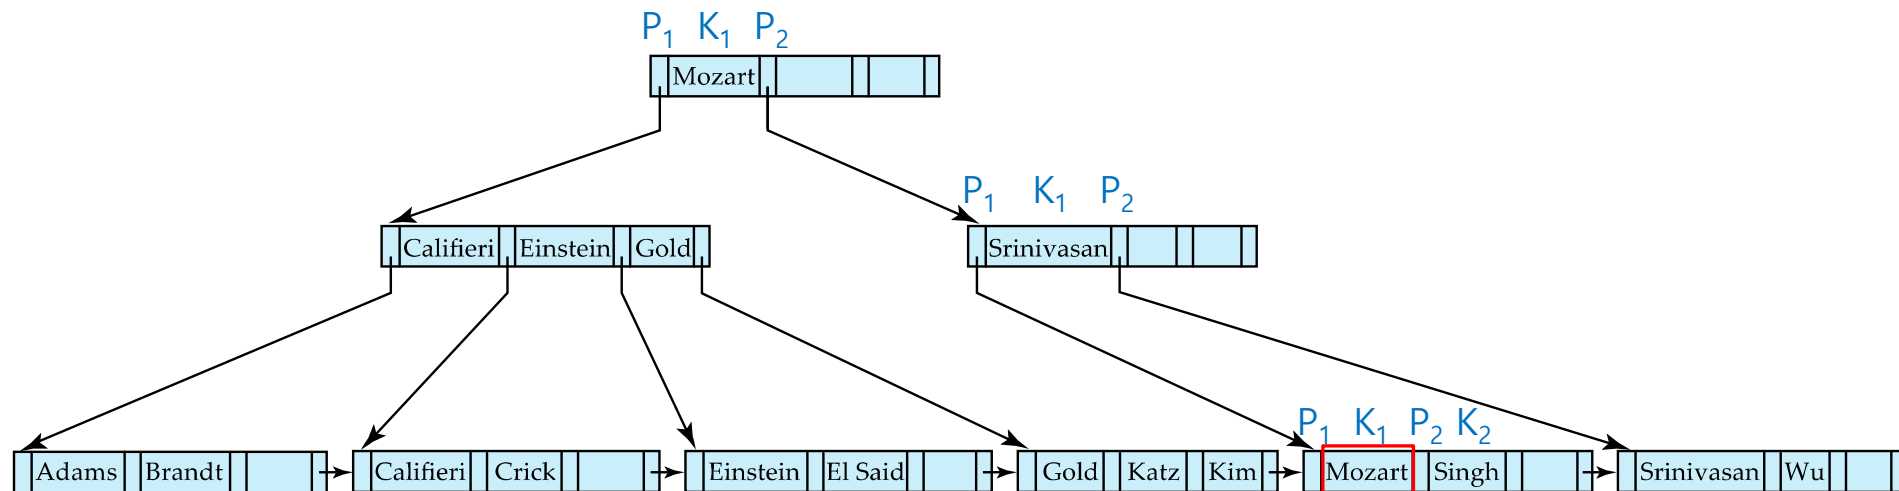 P₁ K₁ P₂
Mozart
P₁ K₁ P₂
Califieri Einstein Gold Srinivasan
P₁ K₁ P₂ K₂
Adams Brandt Califieri Crick Einstein El Said Gold Katz Kim Mozart Singh Srinivasan Wu